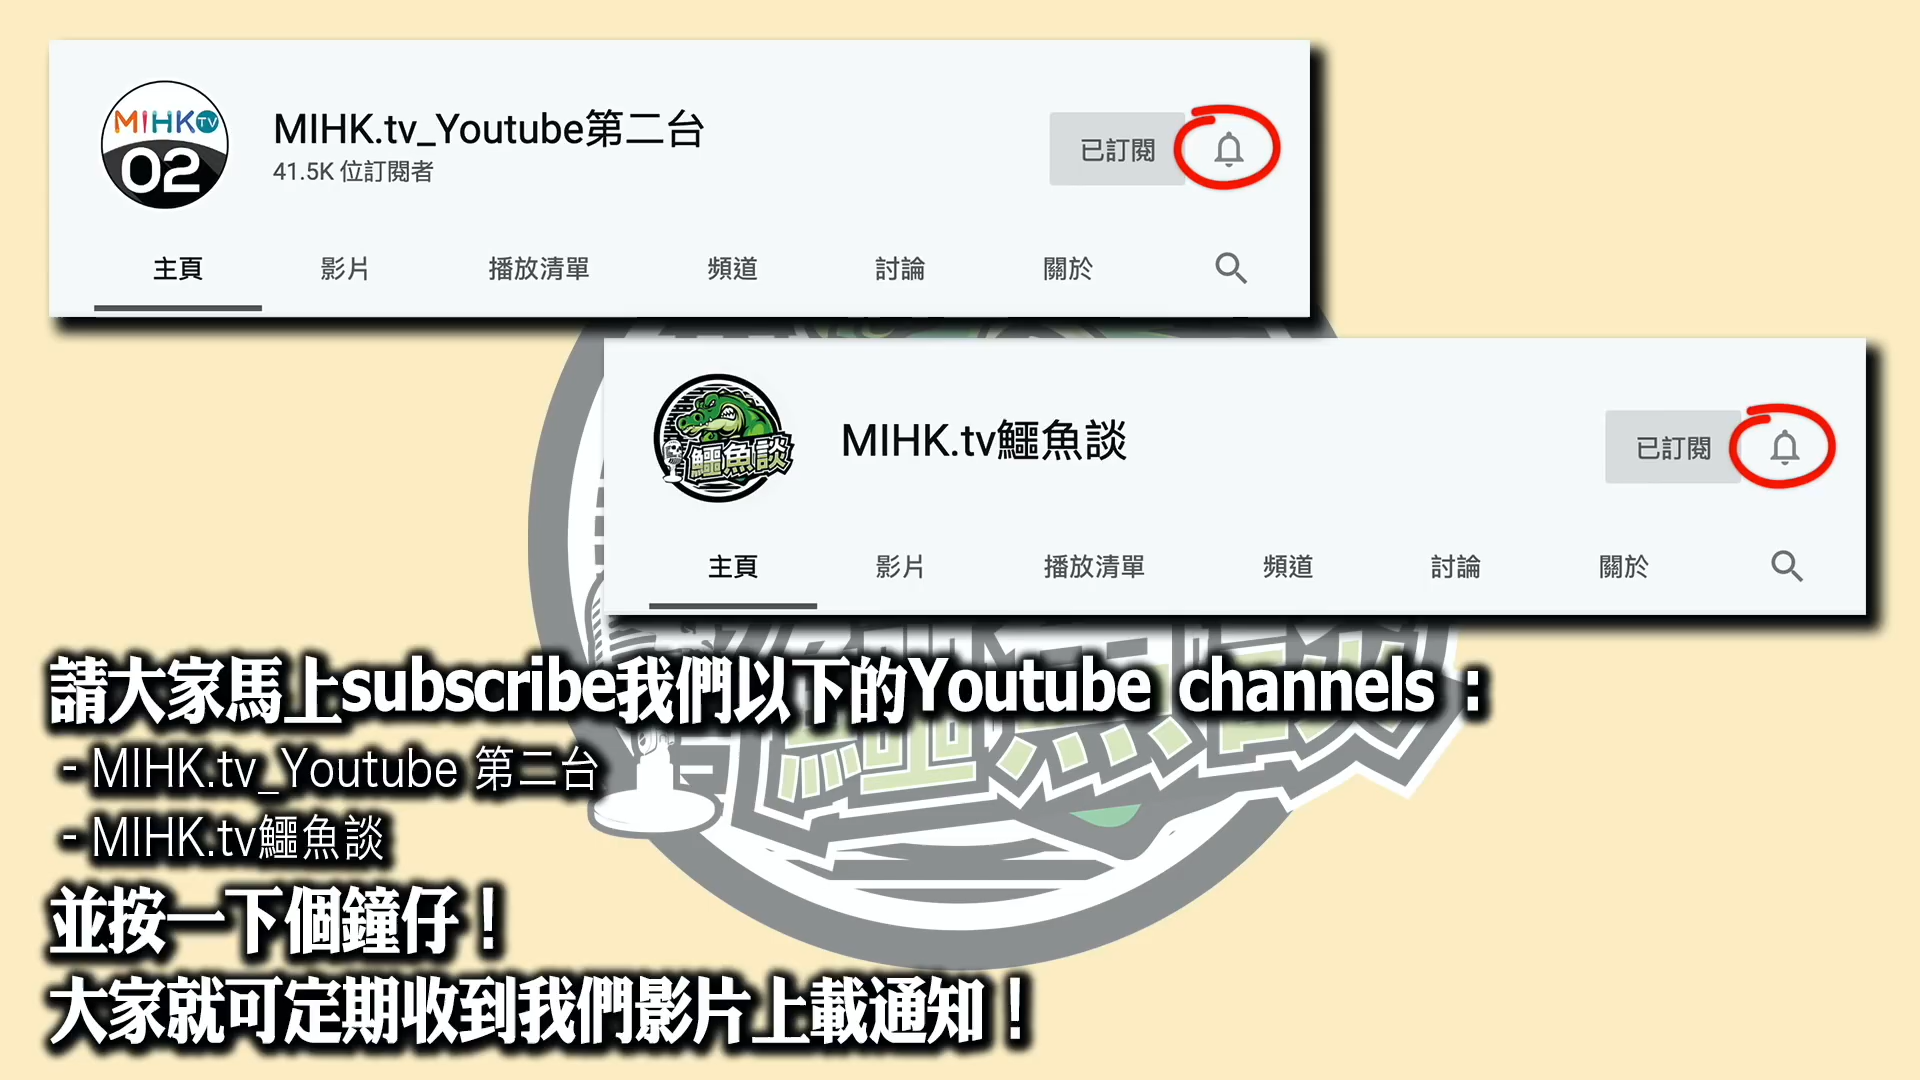 MIHK TV
02
MIHK.tv_Youtube第二台
41.5K 位訂閱者
已訂閱
主頁 影片 播放清單 頻道 討論 關於
鱷魚談
MIHK.tv鱷魚談
已訂閱
主頁 影片 播放清單 頻道 討論 關於
請大家馬上subscribe我們以下的Youtube channels：
- MIHK.tv_Youtube 第二台
- MIHK.tv鱷魚談
並按一下個鐘仔！
大家就可定期收到我們影片上載通知！
鱷魚談